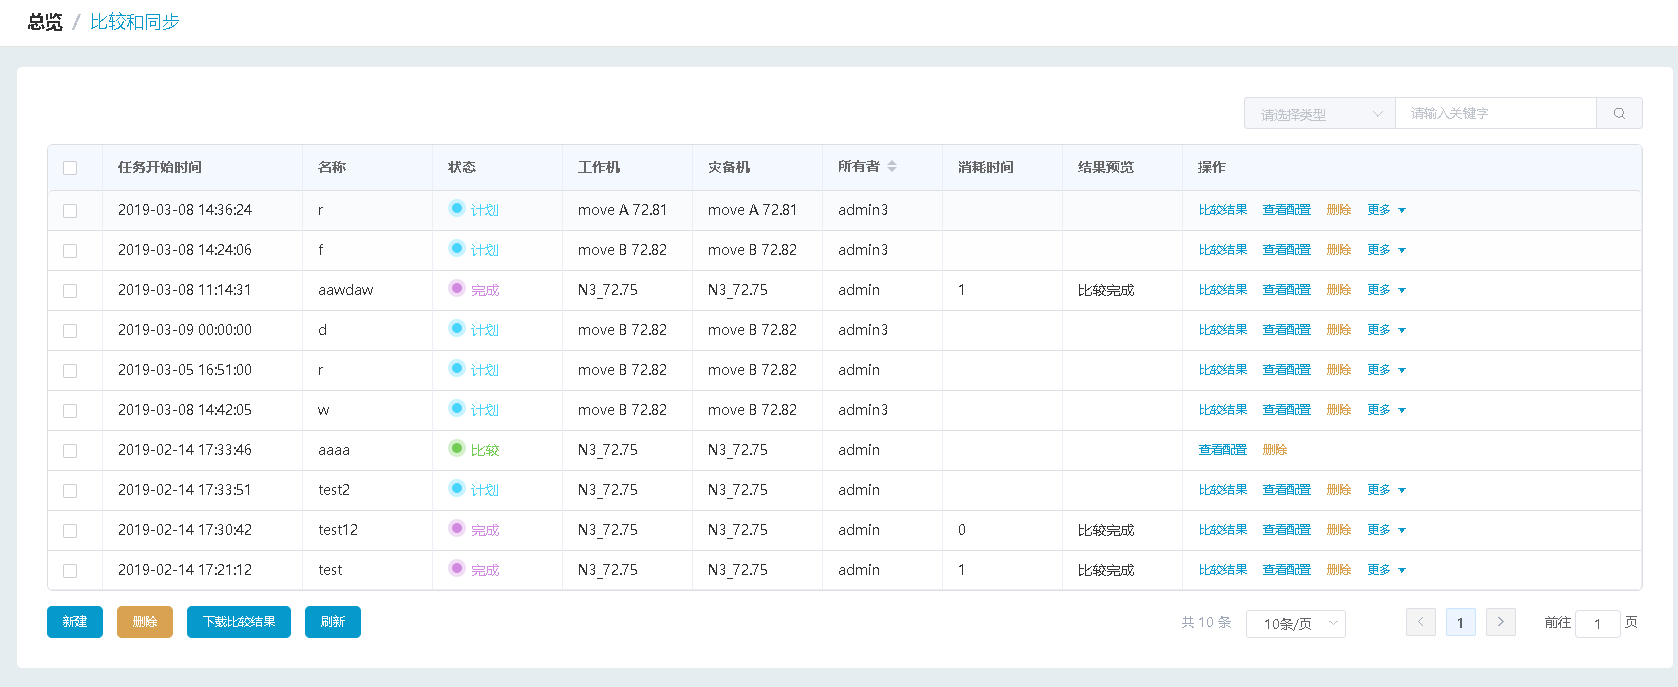 总览 / 比较和同步
请选择类型 请输入关键字
任务开始时间 名称 状态 工作机 灾备机 所有者 消耗时间 结果预览 操作
2019-03-08 14:36:24 r 计划 move A 72.81 move A 72.81 admin3 比较结果 查看配置 删除 更多
2019-03-08 14:24:06 f 计划 move B 72.82 move B 72.82 admin3 比较结果 查看配置 删除 更多
2019-03-08 11:14:31 aawdaw 完成 N3_72.75 N3_72.75 admin 1 比较完成 比较结果 查看配置 删除 更多
2019-03-09 00:00:00 d 计划 move B 72.82 move B 72.82 admin3 比较结果 查看配置 删除 更多
2019-03-05 16:51:00 r 计划 move B 72.82 move B 72.82 admin 比较结果 查看配置 删除 更多
2019-03-08 14:42:05 w 计划 move B 72.82 move B 72.82 admin3 比较结果 查看配置 删除 更多
2019-02-14 17:33:46 aaaa 比较 N3_72.75 N3_72.75 admin 查看配置 删除
2019-02-14 17:33:51 test2 计划 N3_72.75 N3_72.75 admin 比较结果 查看配置 删除 更多
2019-02-14 17:30:42 test12 完成 N3_72.75 N3_72.75 admin 0 比较完成 比较结果 查看配置 删除 更多
2019-02-14 17:21:12 test 完成 N3_72.75 N3_72.75 admin 1 比较完成 比较结果 查看配置 删除 更多
新建 删除 下载比较结果 刷新 共 10 条 10条/页 1 前往 1 页